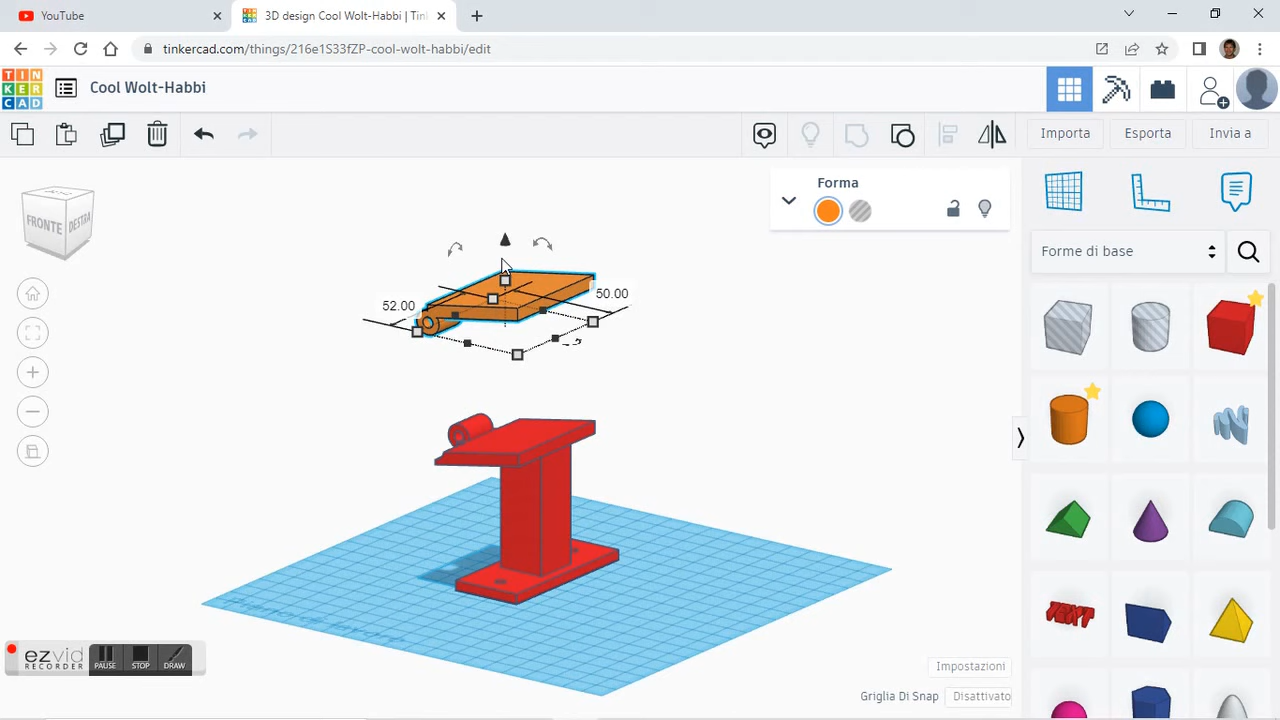 YouTube
3D design Cool Wolt-Habbi | Tin
tinkercad.com/things/216e1S33fZP-cool-wolt-habbi/edit
TIN
KER
CAD
Cool Wolt-Habbi
Importa
Esporta
Invia a
FRONTE
DESTRA
Forma
Forme di base
52.00
50.00
TEXT
ezvid
RECORDER
PAUSE
STOP
DRAW
Impostazioni
Griglia Di Snap
Disattivato